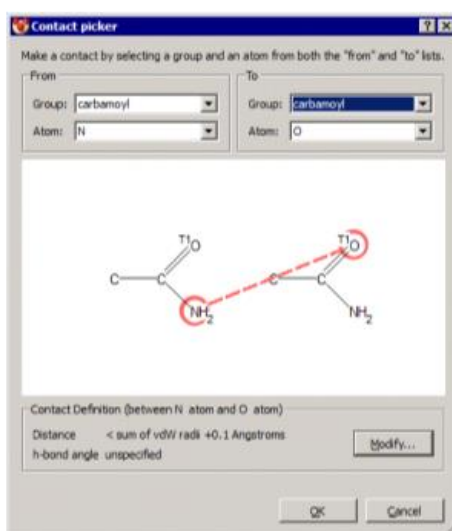 Contact picker
Make a contact by selecting a group and an atom from both the "from" and "to" lists.
From
To
Group: carbamoyl
Group: carbamoyl
Atom: N
Atom: O
T1O
T1O
C C
C C
NH2
NH2
Contact Definition (between N atom and O atom)
Distance < sum of vdW radii +0.1 Angstroms
h-bond angle unspecified
Modify...
OK Cancel